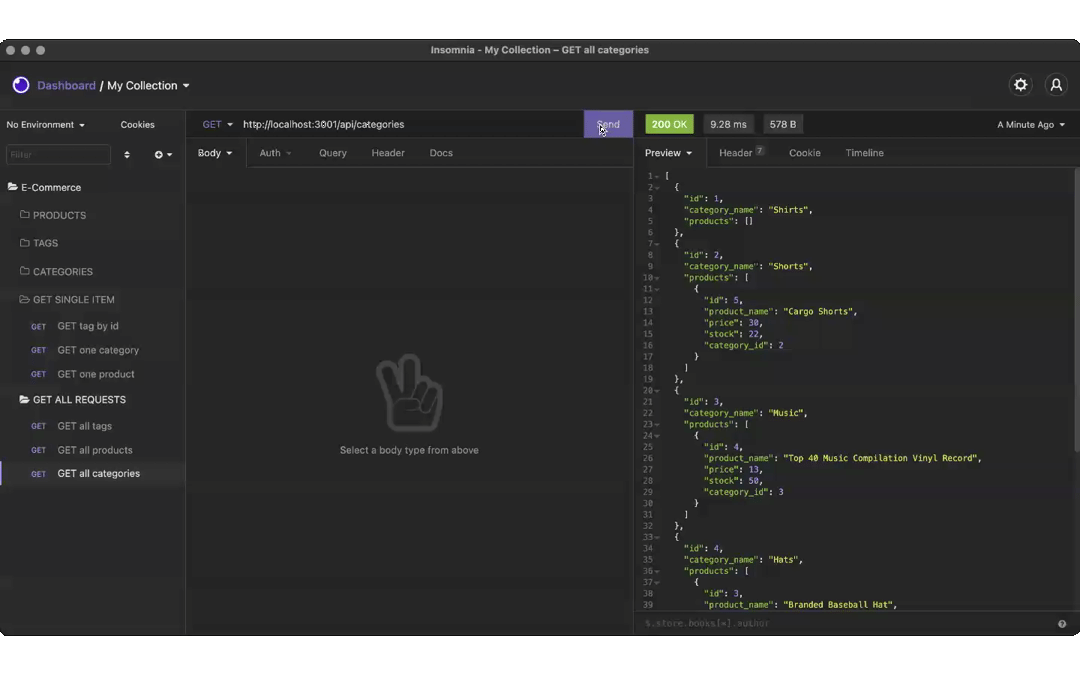 Insomnia - My Collection – GET all categories
Dashboard / My Collection
No Environment Cookies
Filter
E-Commerce
PRODUCTS
TAGS
CATEGORIES
GET SINGLE ITEM
GET GET tag by id
GET GET one category
GET GET one product
GET ALL REQUESTS
GET GET all tags
GET GET all products
GET GET all categories
GET http://localhost:3001/api/categories Send
Body Auth Query Header Docs
Select a body type from above
200 OK 9.28 ms 578 B A Minute Ago
Preview Header 7 Cookie Timeline
1 [
2 {
3 "id": 1,
4 "category_name": "Shirts",
5 "products": []
6 },
7 {
8 "id": 2,
9 "category_name": "Shorts",
10 "products": [
11 {
12 "id": 5,
13 "product_name": "Cargo Shorts",
14 "price": 30,
15 "stock": 22,
16 "category_id": 2
17 }
18 ]
19 },
20 {
21 "id": 3,
22 "category_name": "Music",
23 "products": [
24 {
25 "id": 4,
26 "product_name": "Top 40 Music Compilation Vinyl Record",
27 "price": 13,
28 "stock": 50,
29 "category_id": 3
30 }
31 ]
32 },
33 {
34 "id": 4,
35 "category_name": "Hats",
36 "products": [
37 {
38 "id": 3,
39 "product_name": "Branded Baseball Hat",
$.store.books[*].author